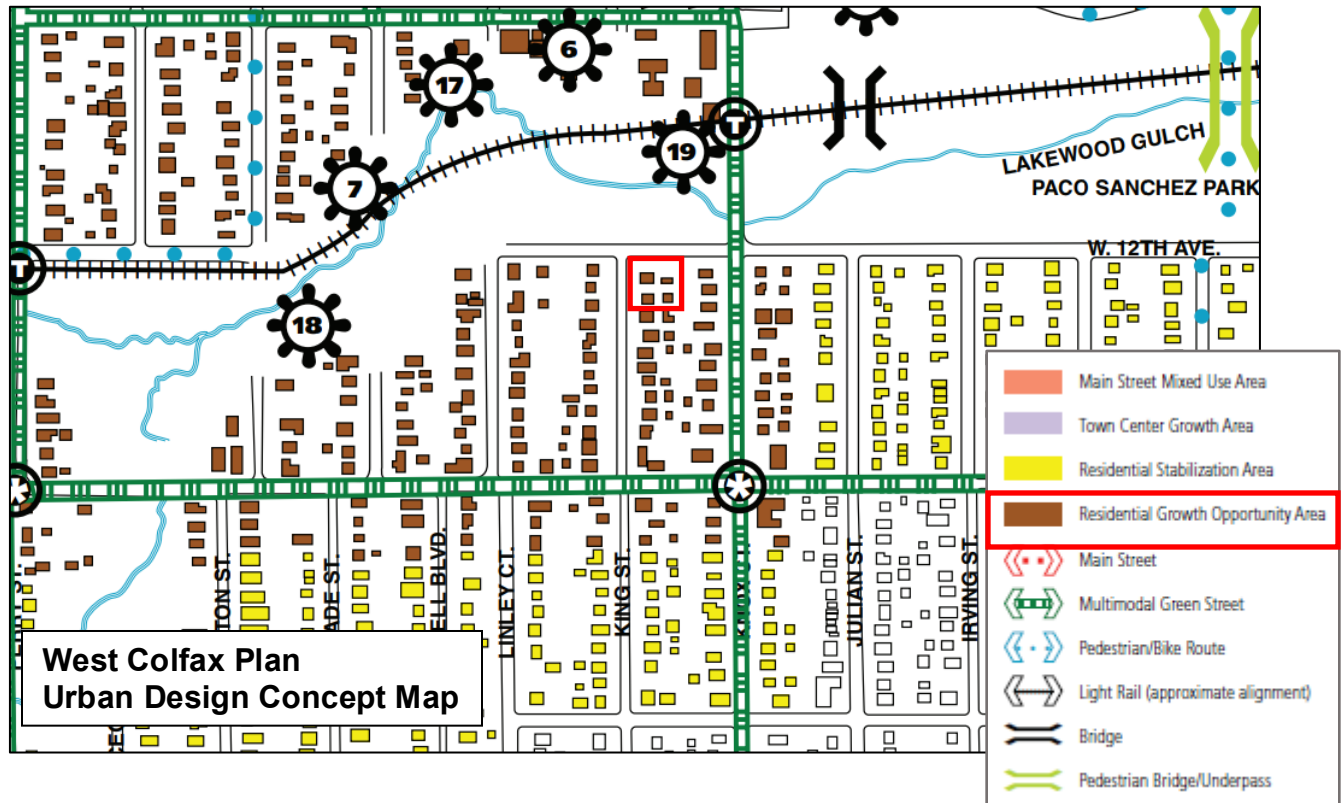 6
17
19
7
T
LAKEWOOD GULCH
PACO SANCHEZ PARK
W. 12TH AVE.
T
18
Main Street Mixed Use Area
Town Center Growth Area
Residential Stabilization Area
Residential Growth Opportunity Area
Main Street
Multimodal Green Street
Pedestrian/Bike Route
Light Rail (approximate alignment)
Bridge
Pedestrian Bridge/Underpass
*
*
TON ST.
ADE ST.
ELL BLVD.
LINLEY CT.
KING ST.
JULIAN ST.
IRVING ST.
West Colfax Plan
Urban Design Concept Map